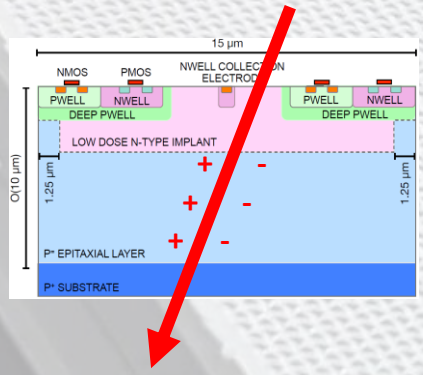 15 µm
NMOS PMOS NWELL COLLECTION
ELECTRODE
PWELL NWELL PWELL NWELL
DEEP PWELL DEEP PWELL
LOW DOSE N-TYPE IMPLANT
O(10 µm)
1.25 µm 1.25 µm
+ -
+ -
+ -
P⁻ EPITAXIAL LAYER
P⁺ SUBSTRATE